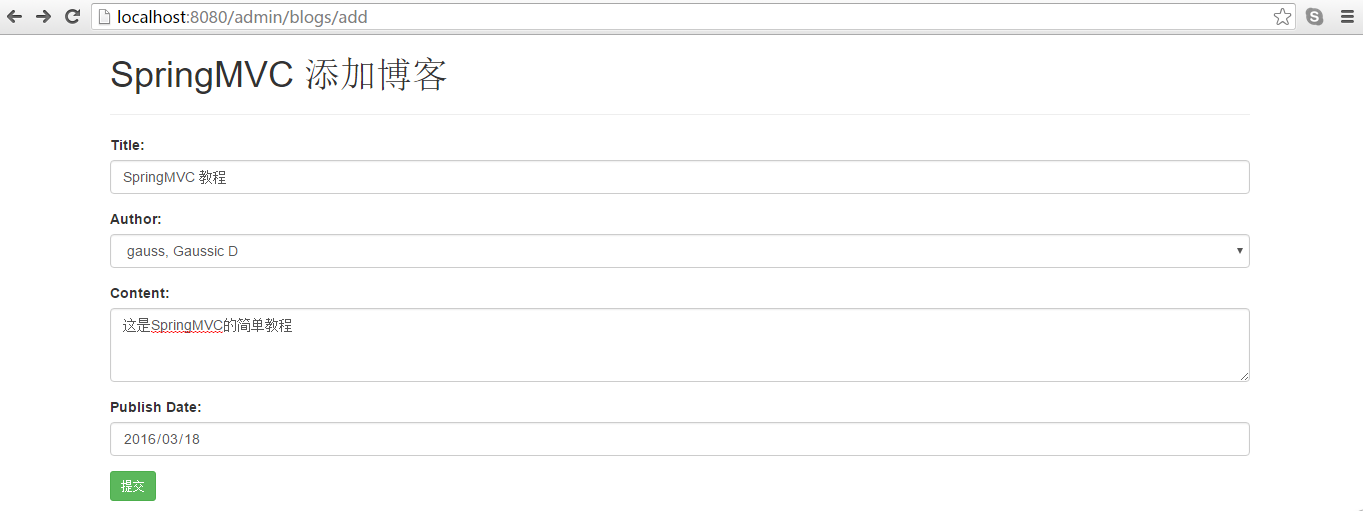 localhost:8080/admin/blogs/add
SpringMVC 添加博客
Title:
SpringMVC 教程
Author:
gauss, Gaussic D
Content:
这是SpringMVC的简单教程
Publish Date:
2016/03/18
提交